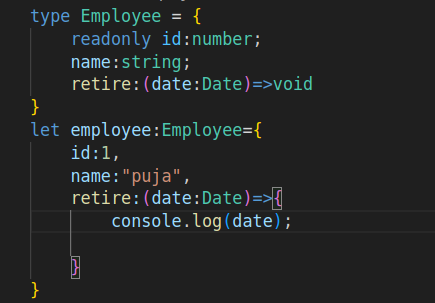 type Employee = {
    readonly id:number;
    name:string;
    retire:(date:Date)=>void
}
let employee:Employee={
    id:1,
    name:"puja",
    retire:(date:Date)=>{
        console.log(date);
    }
}